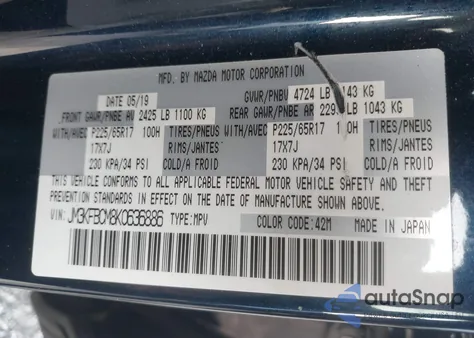 MFD. BY MAZDA MOTOR CORPORATION
DATE 05/19 GVWR/PNBV 4724 LB 2143 KG
FRONT GAWR/PNBE AV 2425 LB 1100 KG REAR GAWR/PNBE AR 229 LB 1043 KG
WITH/AVEC P225/65R17 100H TIRES/PNEUS WITH/AVEC P225/65R17 1 0H TIRES/PNEUS
17X7J RIMS/JANTES 17X7J RIMS/JANTES
230 KPA/34 PSI COLD/A FROID 230 KPA/34 PSI COLD/A FROID
THIS VEHICLE CONFORMS TO ALL APPLICABLE FEDERAL MOTOR VEHICLE SAFETY AND THEFT
PREVENTION STANDARDS IN EFFECT ON THE DATE OF MANUFACTURE SHOWN ABOVE.
VIN: JM3KFBCM8K0636886 TYPE: MPV COLOR CODE: 42M MADE IN JAPAN
autoSnap